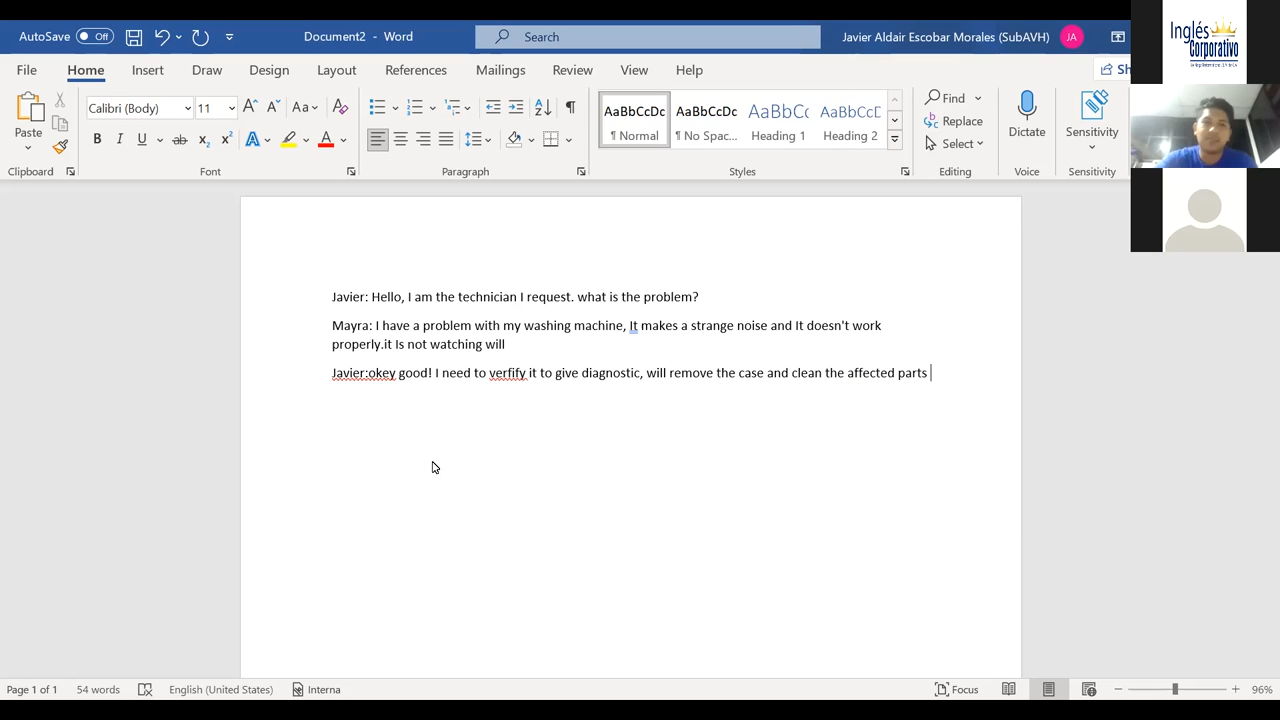 AutoSave Off Document2 - Word Search Javier Aldair Escobar Morales (SubAVH) JA
Inglés
Corporativo
File Home Insert Draw Design Layout References Mailings Review View Help Sh
Paste Calibri (Body) 11 Aa AaBbCcDc AaBbCcDc AaBbCc AaBbCcD Find Dictate Sensitivity
Normal No Spac... Heading 1 Heading 2 Replace
Select
Clipboard Font Paragraph Styles Editing Voice Sensitivity
Javier: Hello, I am the technician I request. what is the problem?
Mayra: I have a problem with my washing machine, It makes a strange noise and It doesn't work
properly.it Is not watching will
Javier:okey good! I need to verfify it to give diagnostic, will remove the case and clean the affected parts
Page 1 of 1 54 words English (United States) Interna Focus 96%